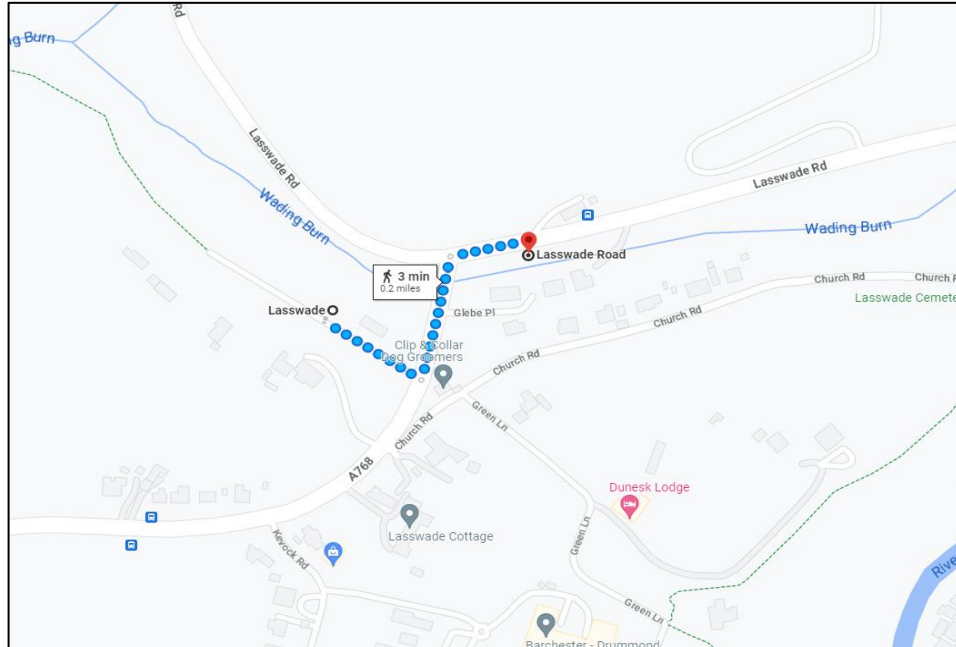 Rd
g Burn
Lasswade Rd
Lasswade Rd
Wading Burn
Wading Burn
Lasswade Road
3 min
0.2 miles
Church Rd
Church R
Lasswade Cemete
Lasswade
Glebe Pl
Church Rd
Clip & Collar
Dog Groomers
Church Rd
Church Rd
Green Ln
A768
Dunesk Lodge
Lasswade Cottage
Kevock Rd
Green Ln
Rive
Green Ln
Barchester - Drummond